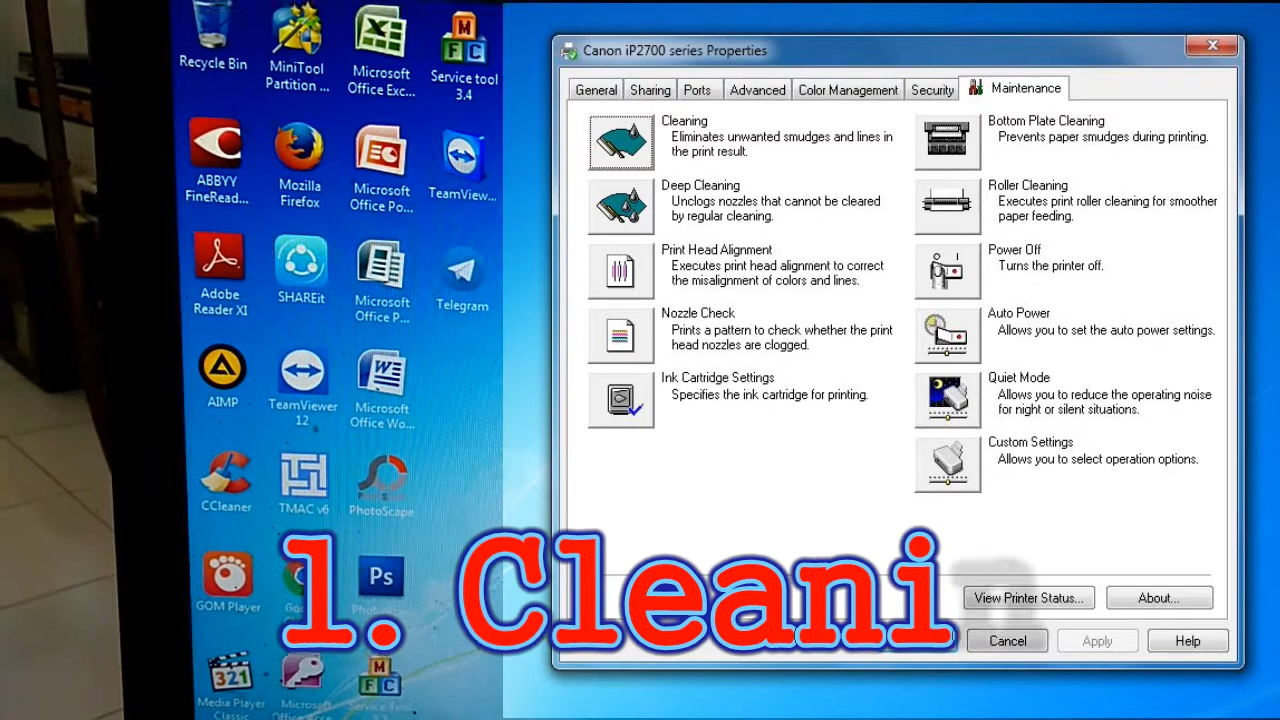 Recycle Bin
MiniTool
Partition ...
Microsoft
Office Exc...
Service tool
3.4
ABBYY
FineRead...
Mozilla
Firefox
Microsoft
Office Po...
TeamView...
Adobe
Reader XI
SHAREit
Microsoft
Office P...
Telegram
AIMP
TeamViewer
12
Microsoft
Office Wo...
CCleaner
TMAC v6
PhotoScape
GOM Player
Ps
321
Media Player
Classic
Microsoft
M
F C
Canon iP2700 series Properties
General Sharing Ports Advanced Color Management Security Maintenance
Cleaning
Eliminates unwanted smudges and lines in
the print result.
Deep Cleaning
Unclogs nozzles that cannot be cleared
by regular cleaning.
Print Head Alignment
Executes print head alignment to correct
the misalignment of colors and lines.
Nozzle Check
Prints a pattern to check whether the print
head nozzles are clogged.
Ink Cartridge Settings
Specifies the ink cartridge for printing.
Bottom Plate Cleaning
Prevents paper smudges during printing.
Roller Cleaning
Executes print roller cleaning for smoother
paper feeding.
Power Off
Turns the printer off.
Auto Power
Allows you to set the auto power settings.
Quiet Mode
Allows you to reduce the operating noise
for night or silent situations.
Custom Settings
Allows you to select operation options.
View Printer Status... About...
Cancel Apply Help
1. Cleani